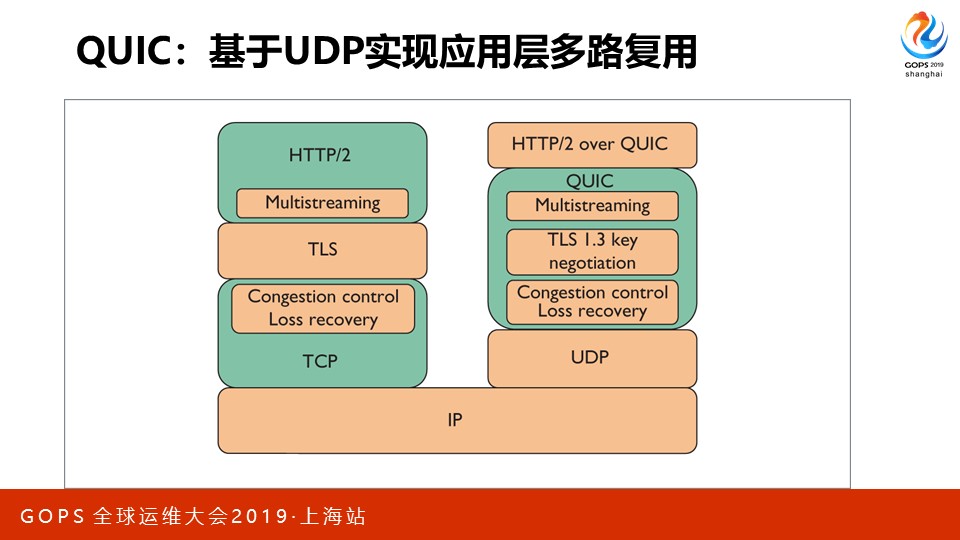 QUIC：基于UDP实现应用层多路复用
GOPS 2019
shanghai
HTTP/2
Multistreaming
TLS
Congestion control
Loss recovery
TCP
HTTP/2 over QUIC
QUIC
Multistreaming
TLS 1.3 key
negotiation
Congestion control
Loss recovery
UDP
IP
GOPS 全球运维大会2019·上海站